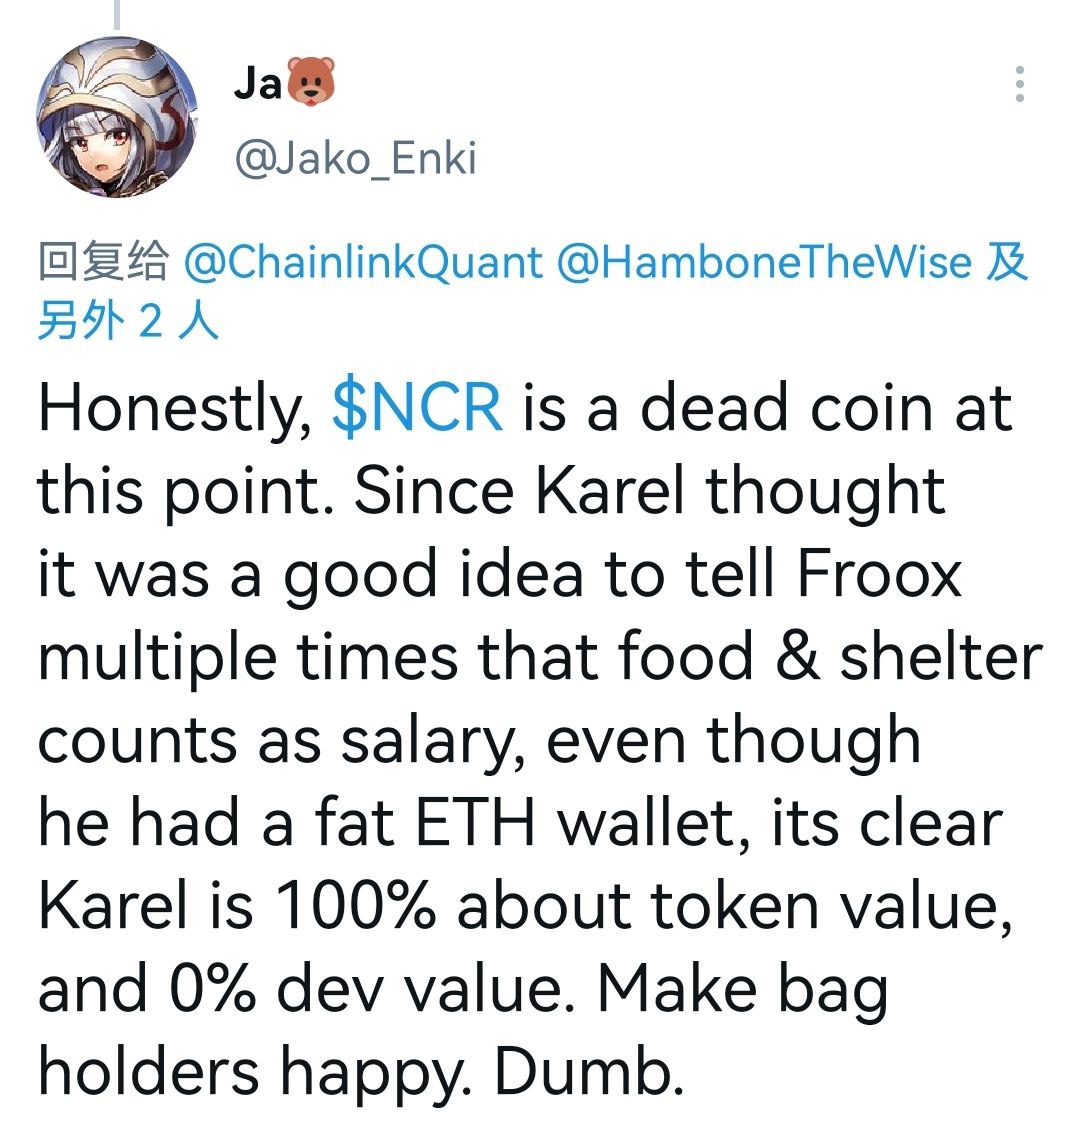 Ja🐻
@Jako_Enki
回复给 @ChainlinkQuant @HamboneTheWise 及
另外 2 人
Honestly, $NCR is a dead coin at
this point. Since Karel thought
it was a good idea to tell Froox
multiple times that food & shelter
counts as salary, even though
he had a fat ETH wallet, its clear
Karel is 100% about token value,
and 0% dev value. Make bag
holders happy. Dumb.